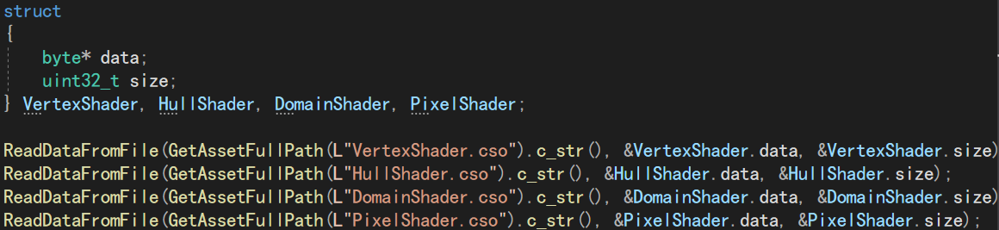 struct
{
byte* data;
uint32_t size;
} VertexShader, HullShader, DomainShader, PixelShader;
ReadDataFromFile(GetAssetFullPath(L"VertexShader.cso").c_str(), &VertexShader.data, &VertexShader.size)
ReadDataFromFile(GetAssetFullPath(L"HullShader.cso").c_str(), &HullShader.data, &HullShader.size);
ReadDataFromFile(GetAssetFullPath(L"DomainShader.cso").c_str(), &DomainShader.data, &DomainShader.size)
ReadDataFromFile(GetAssetFullPath(L"PixelShader.cso").c_str(), &PixelShader.data, &PixelShader.size);